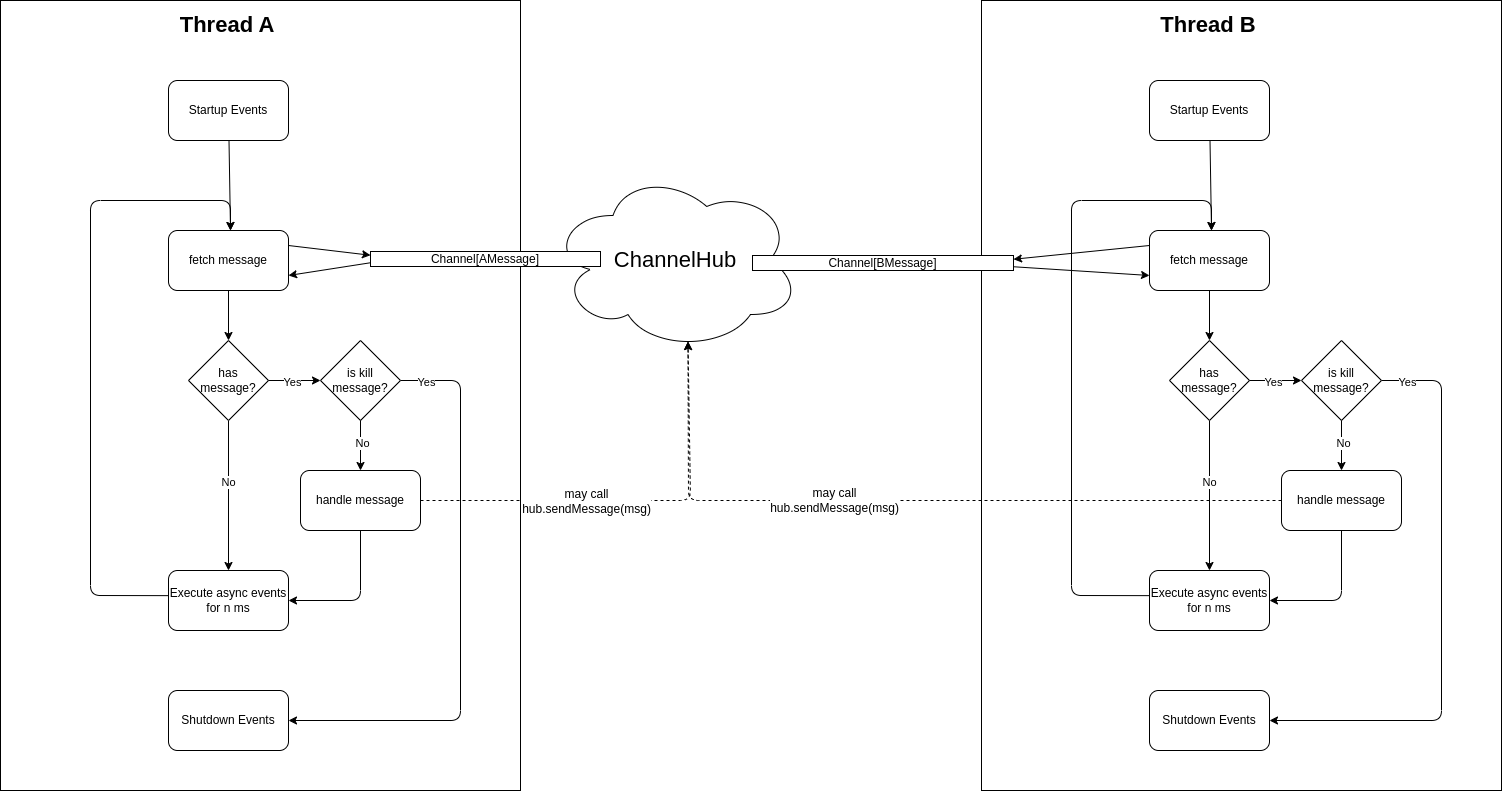 Thread A
Startup Events
fetch message
Channel[AMessage]
has
message?
Yes
is kill
message?
Yes
No
No
handle message
Execute async events
for n ms
Shutdown Events
ChannelHub
may call
hub.sendMessage(msg)
may call
hub.sendMessage(msg)
Thread B
Startup Events
Channel[BMessage]
fetch message
has
message?
Yes
is kill
message?
Yes
No
No
handle message
Execute async events
for n ms
Shutdown Events